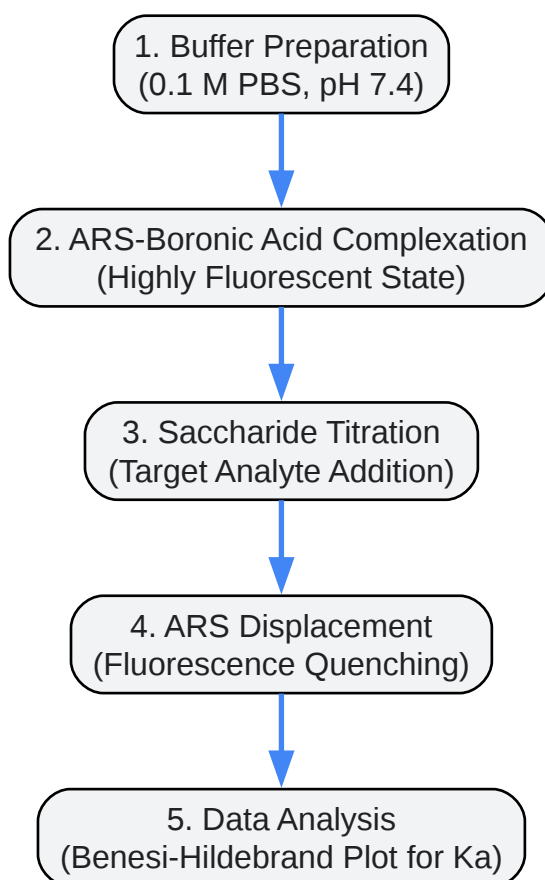 1. Buffer Preparation
(0.1 M PBS, pH 7.4)
2. ARS-Boronic Acid Complexation
(Highly Fluorescent State)
3. Saccharide Titration
(Target Analyte Addition)
4. ARS Displacement
(Fluorescence Quenching)
5. Data Analysis
(Benesi-Hildebrand Plot for Ka)